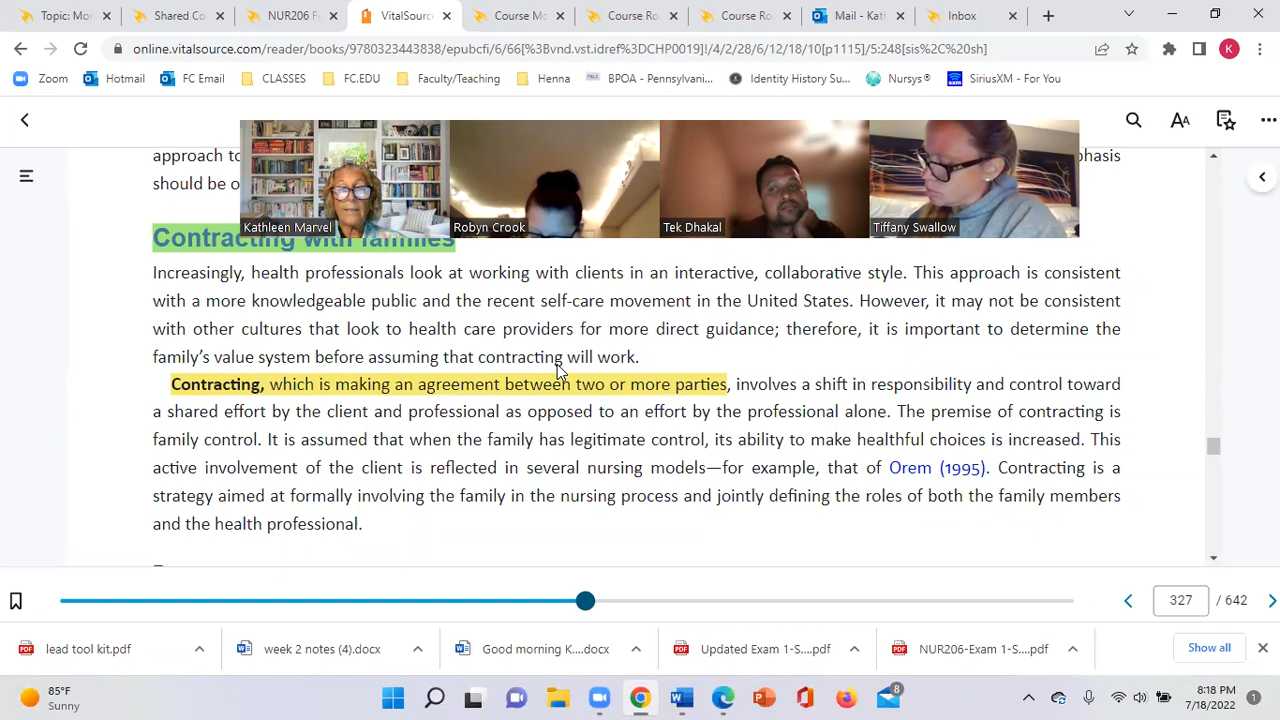 Topic: Mor
Shared Co
NUR206 F
VitalSource
Course Mo
Course Ro
Course Ro
Mail - Kath
Inbox
online.vitalsource.com/reader/books/9780323443838/epubcfi/6/66[%3Bvnd.vst.idref%3DCHP0019]!/4/2/28/6/12/18/10[p1115]/5:248[sis%2C%20sh]
K
Zoom
Hotmail
FC Email
CLASSES
FC.EDU
Faculty/Teaching
Henna
BPOA - Pennsylvani...
Identity History Su...
Nursys®
SiriusXM - For You
AA
approach to
phasis
should be o
Kathleen Marvel
Robyn Crook
Tek Dhakal
Tiffany Swallow
Contracting with families
Increasingly, health professionals look at working with clients in an interactive, collaborative style. This approach is consistent
with a more knowledgeable public and the recent self-care movement in the United States. However, it may not be consistent
with other cultures that look to health care providers for more direct guidance; therefore, it is important to determine the
family's value system before assuming that contracting will work.
Contracting, which is making an agreement between two or more parties, involves a shift in responsibility and control toward
a shared effort by the client and professional as opposed to an effort by the professional alone. The premise of contracting is
family control. It is assumed that when the family has legitimate control, its ability to make healthful choices is increased. This
active involvement of the client is reflected in several nursing models—for example, that of Orem (1995). Contracting is a
strategy aimed at formally involving the family in the nursing process and jointly defining the roles of both the family members
and the health professional.
327 / 642
lead tool kit.pdf
week 2 notes (4).docx
Good morning K....docx
Updated Exam 1-S....pdf
NUR206-Exam 1-S....pdf
Show all
85°F
Sunny
8
8:18 PM
7/18/2022
1